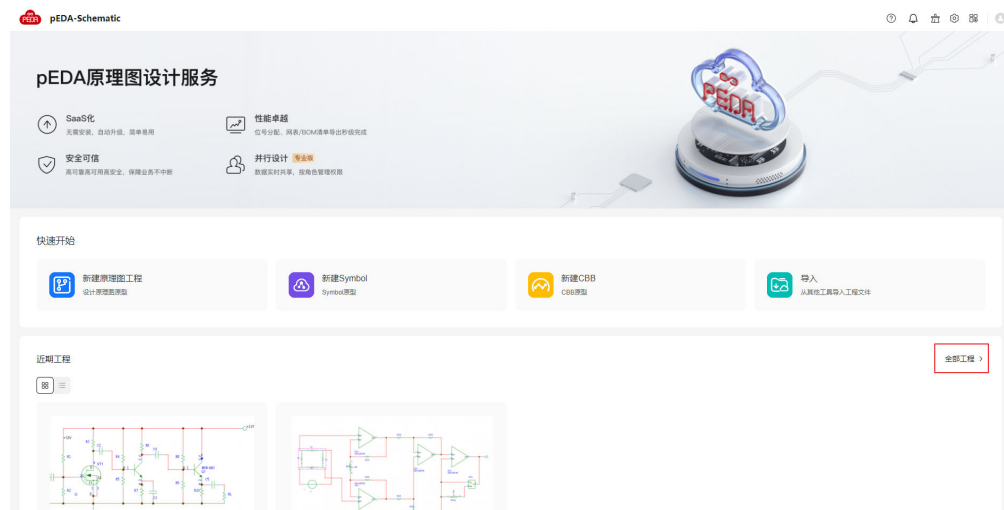 pEDA pEDA-Schematic
pEDA原理图设计服务
SaaS化
无需安装，自动升级，简单易用
性能卓越
位号分配、网表/BOM清单导出秒级完成
安全可信
高可靠高可用高安全，保障业务不中断
并行设计 专业版
数据实时共享，按角色管理权限
PEDA
快速开始
新建原理图工程
设计原理图原型
新建Symbol
Symbol原型
新建CBB
CBB原型
导入
从其他工具导入工程文件
近期工程
全部工程 >